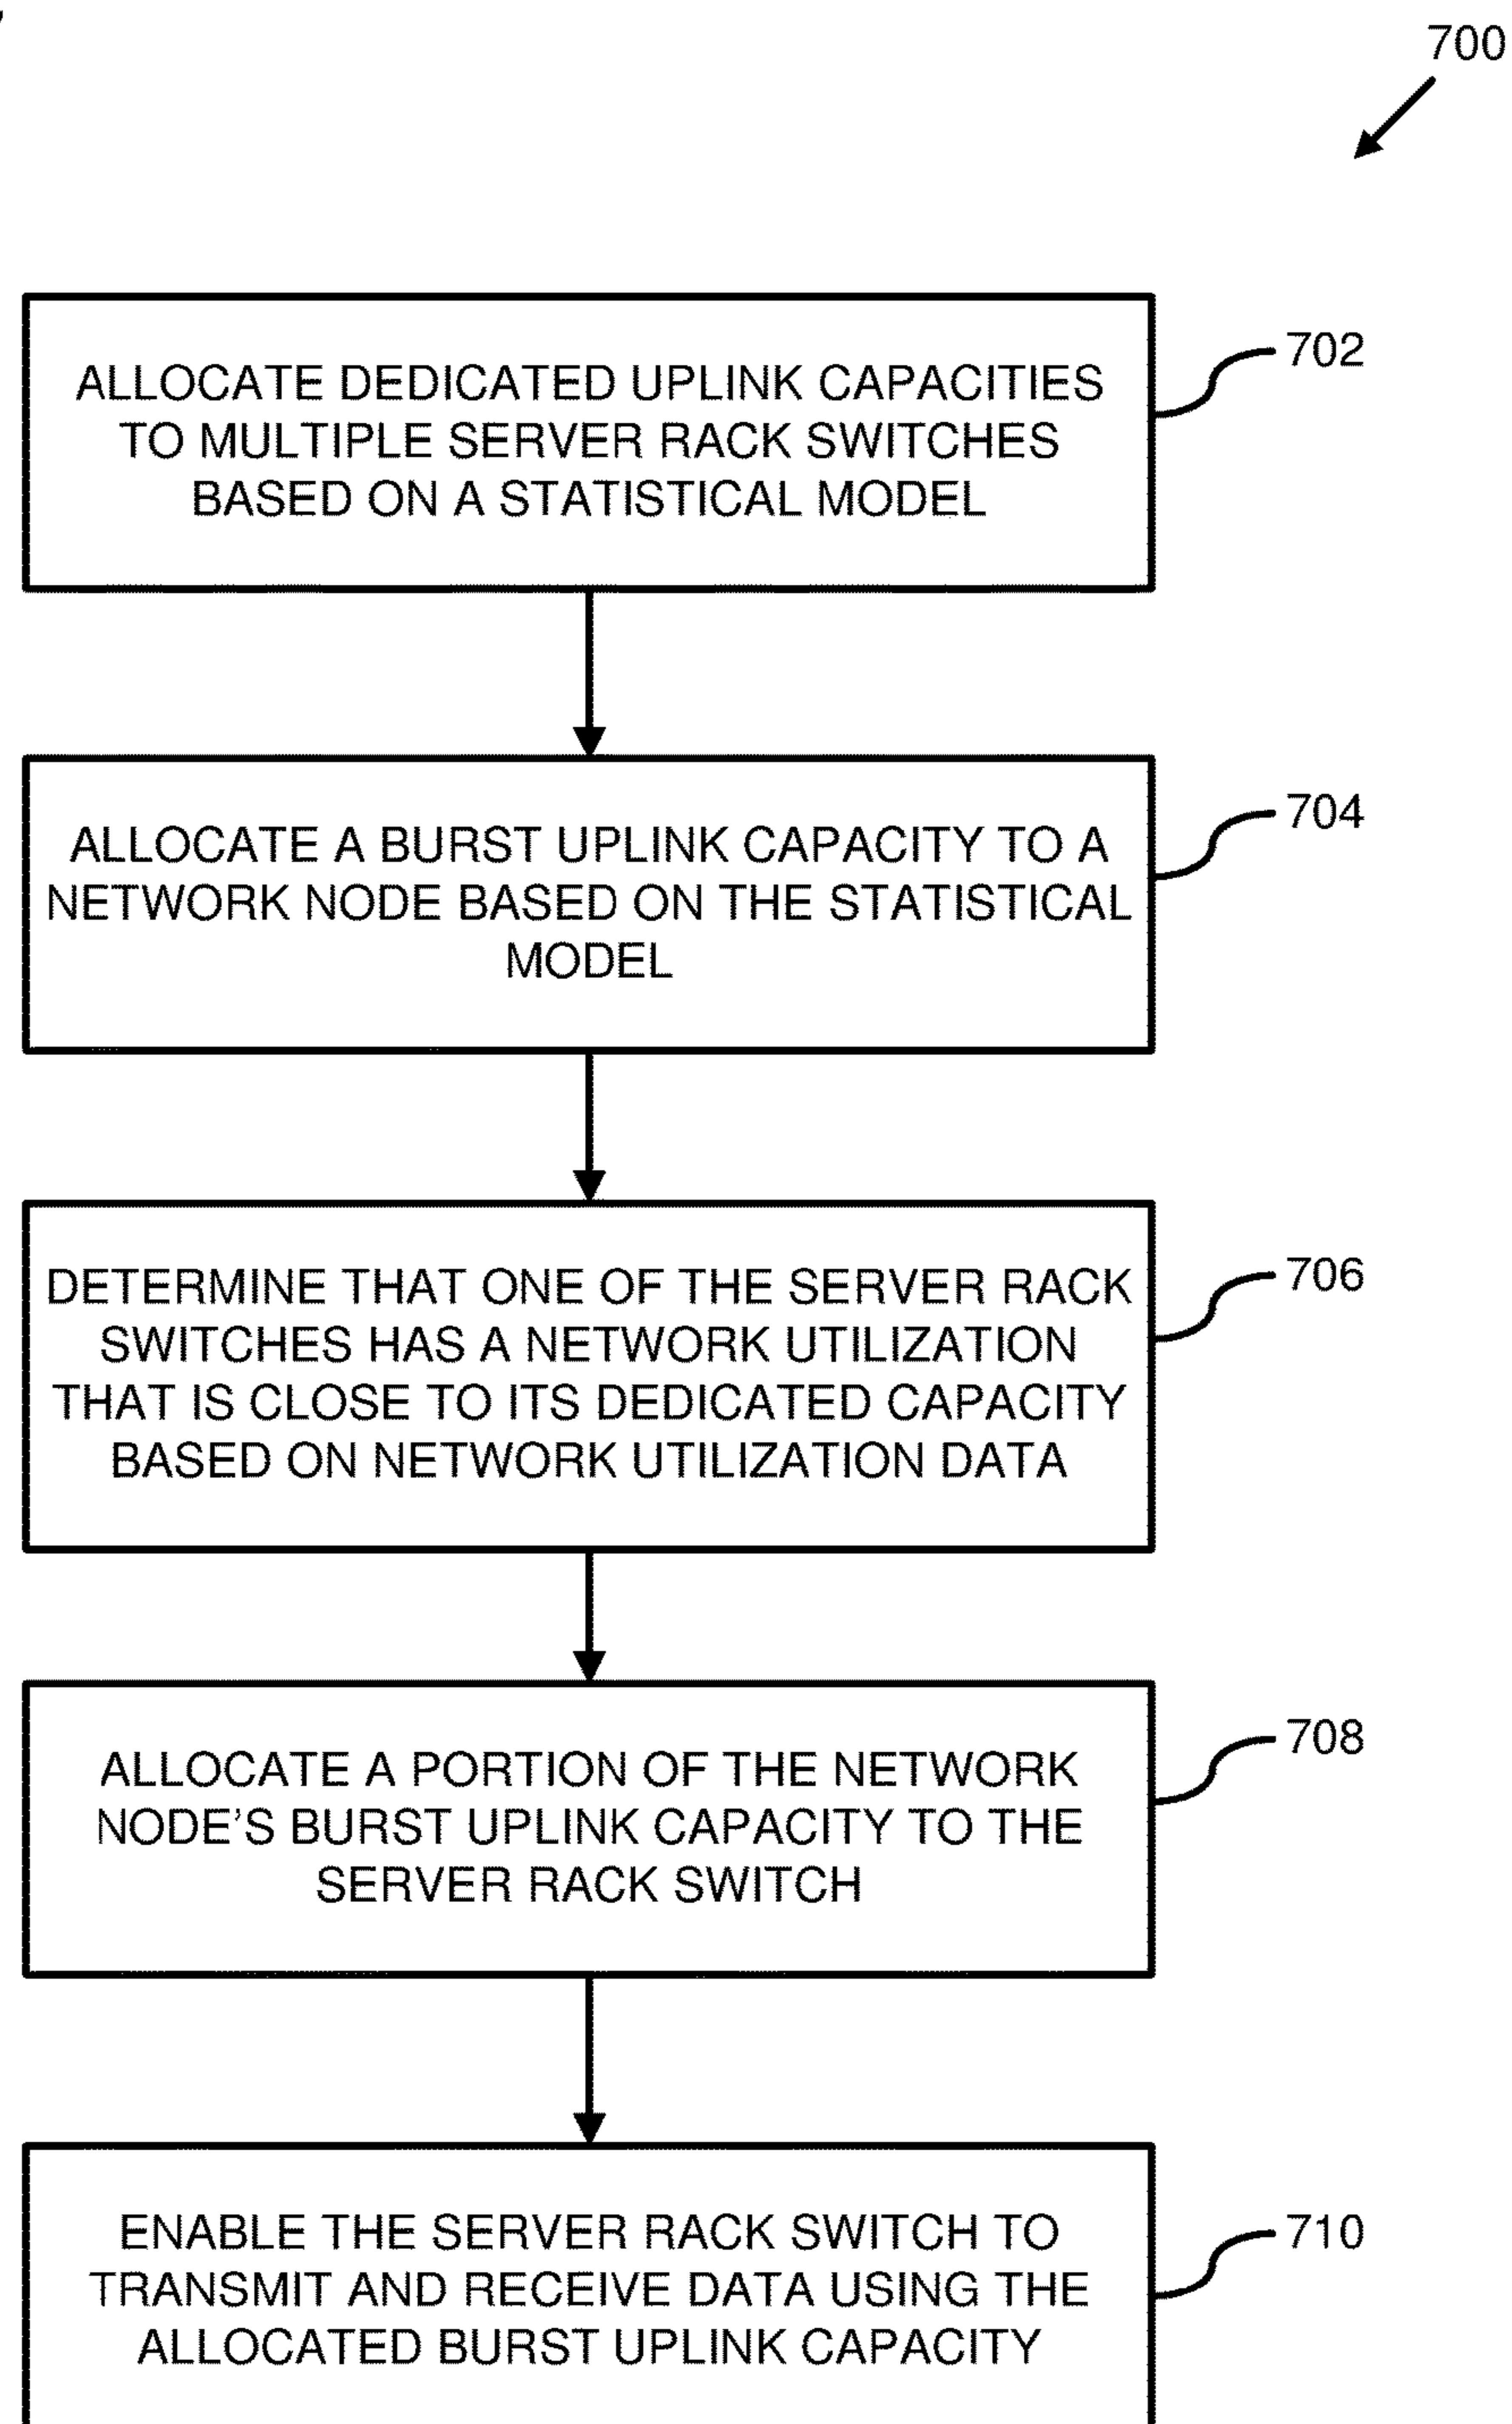 700
ALLOCATE DEDICATED UPLINK CAPACITIES
TO MULTIPLE SERVER RACK SWITCHES
BASED ON A STATISTICAL MODEL
702
ALLOCATE A BURST UPLINK CAPACITY TO A
NETWORK NODE BASED ON THE STATISTICAL
MODEL
704
DETERMINE THAT ONE OF THE SERVER RACK
SWITCHES HAS A NETWORK UTILIZATION
THAT IS CLOSE TO ITS DEDICATED CAPACITY
BASED ON NETWORK UTILIZATION DATA
706
ALLOCATE A PORTION OF THE NETWORK
NODE'S BURST UPLINK CAPACITY TO THE
SERVER RACK SWITCH
708
ENABLE THE SERVER RACK SWITCH TO
TRANSMIT AND RECEIVE DATA USING THE
ALLOCATED BURST UPLINK CAPACITY
710